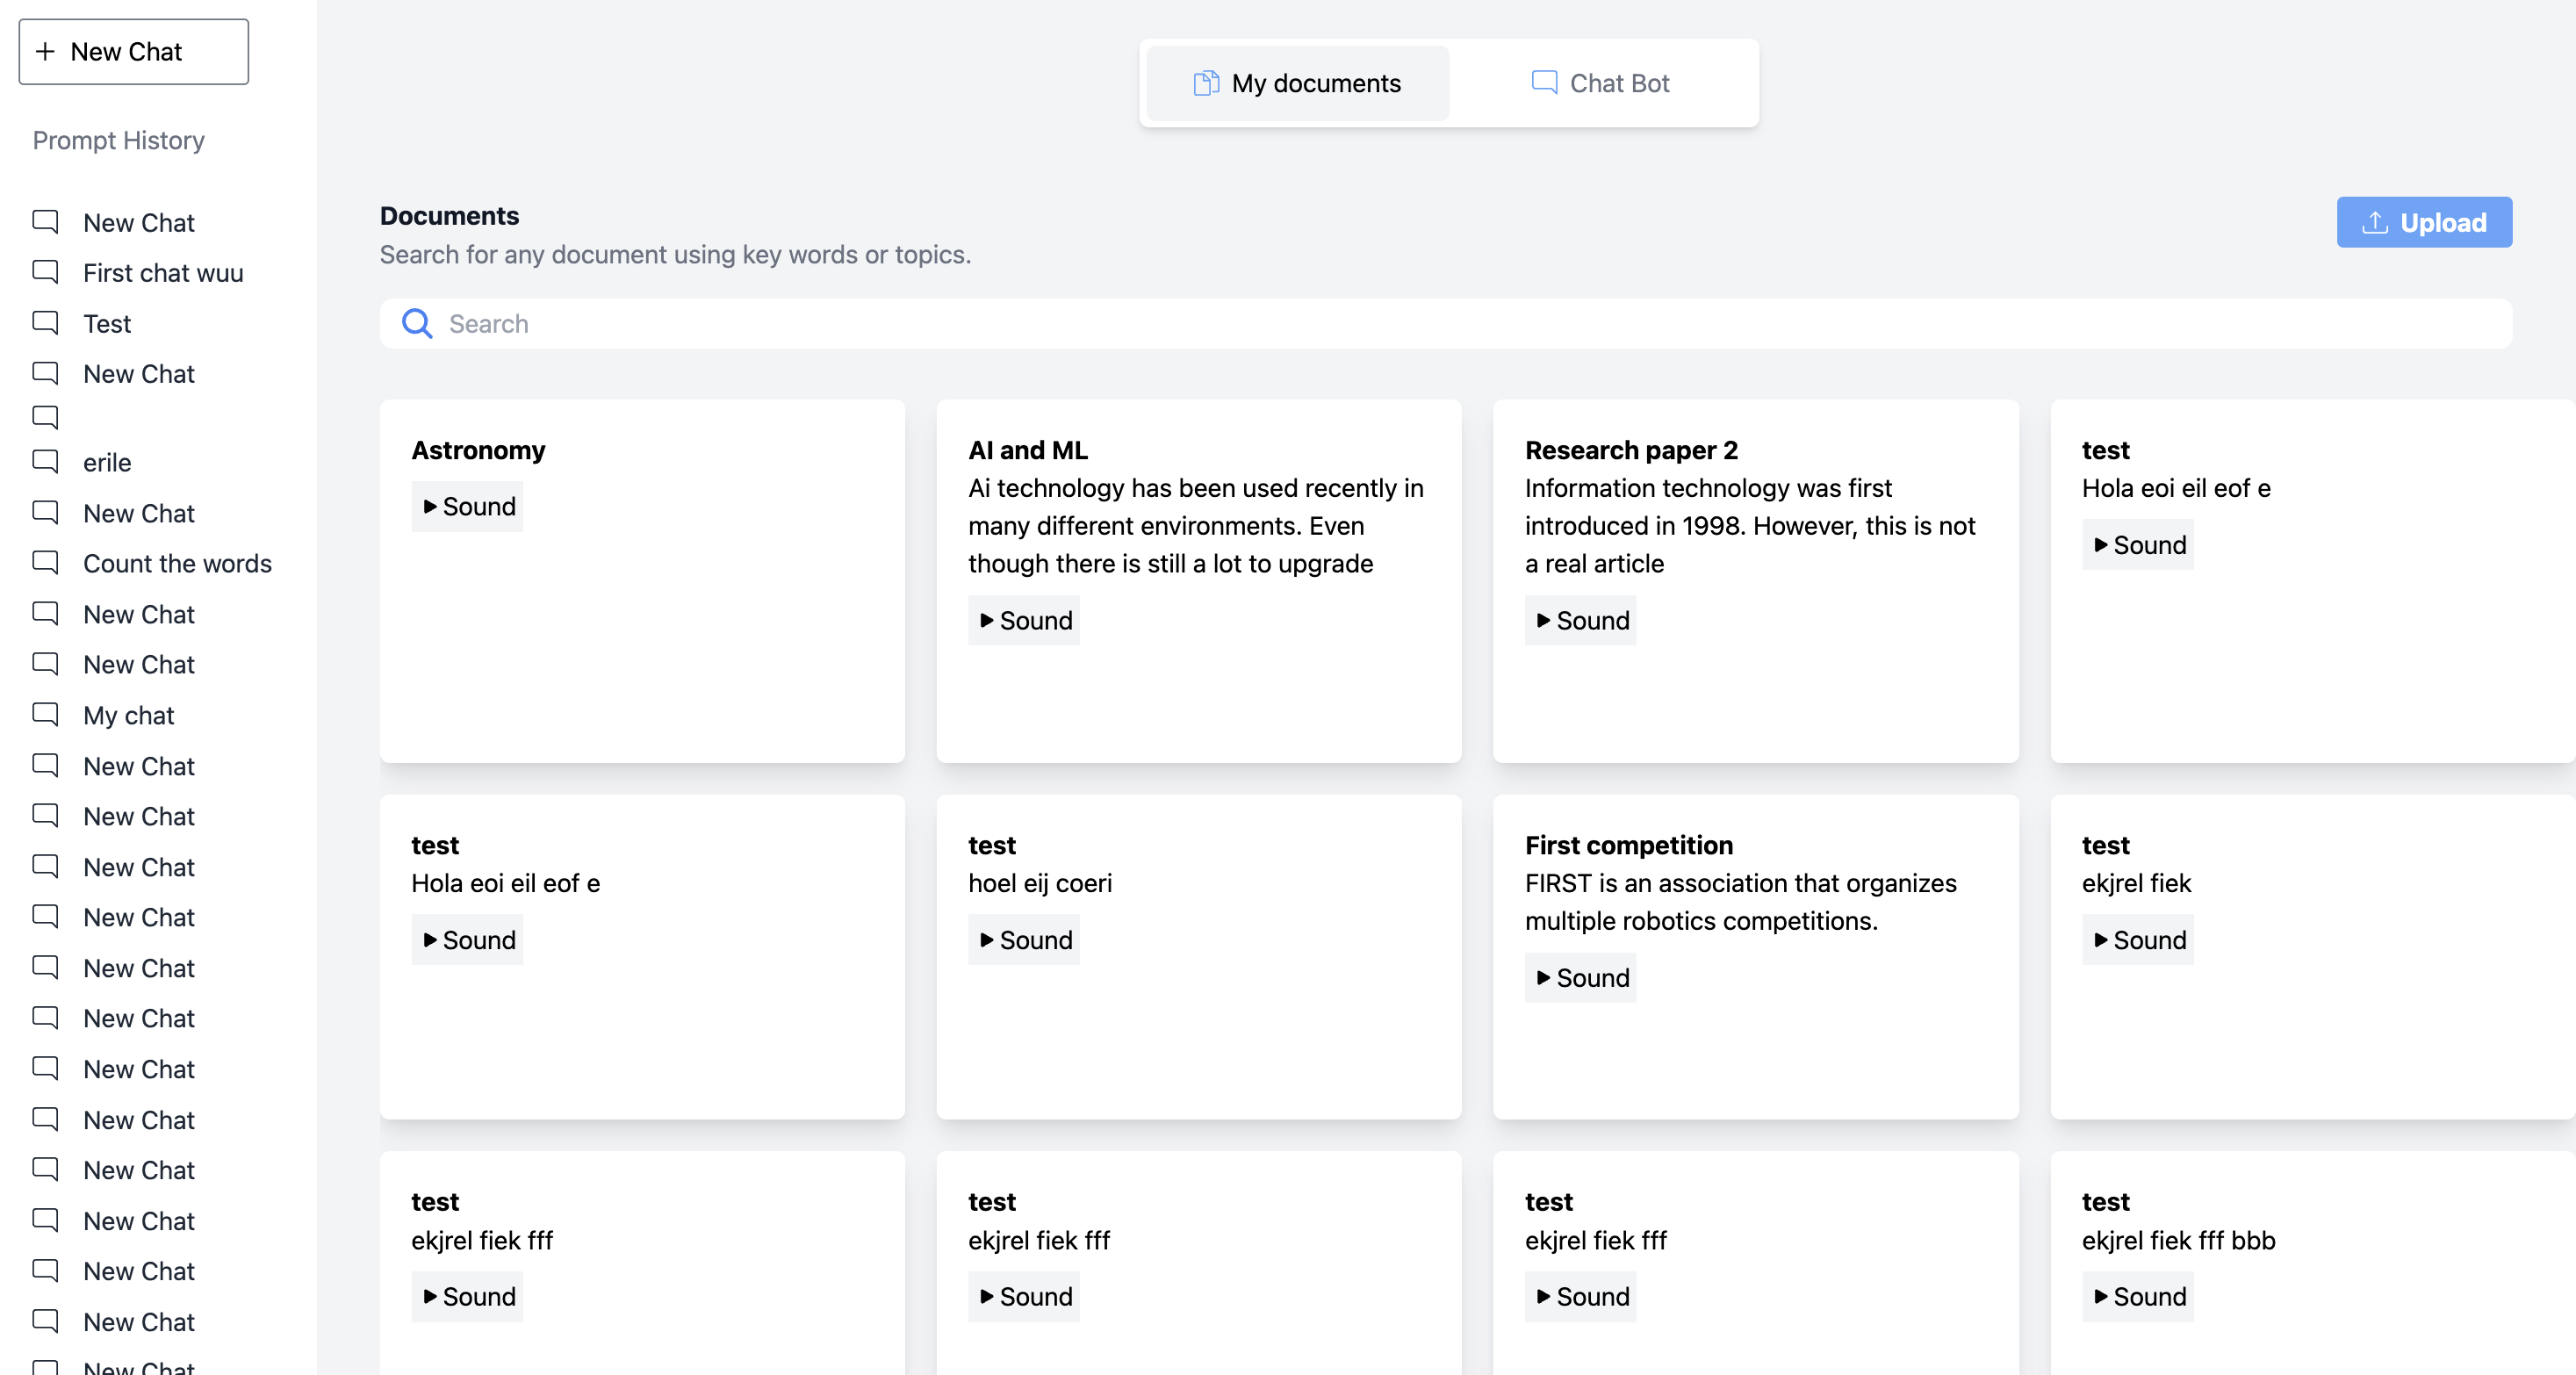 New Chat
Prompt History
New Chat
First chat wuu
Test
New Chat
erile
New Chat
Count the words
New Chat
New Chat
My chat
New Chat
New Chat
New Chat
New Chat
New Chat
New Chat
New Chat
New Chat
New Chat
New Chat
New Chat
New Chat
New Chat
My documents
Chat Bot
Documents
Search for any document using key words or topics.
Upload
Search
Astronomy
Sound
AI and ML
Ai technology has been used recently in
many different environments. Even
though there is still a lot to upgrade
Sound
Research paper 2
Information technology was first
introduced in 1998. However, this is not
a real article
Sound
test
Hola eoi eil eof e
Sound
test
Hola eoi eil eof e
Sound
test
hoel eij coeri
Sound
First competition
FIRST is an association that organizes
multiple robotics competitions.
Sound
test
ekjrel fiek
Sound
test
ekjrel fiek fff
Sound
test
ekjrel fiek fff
Sound
test
ekjrel fiek fff
Sound
test
ekjrel fiek fff bbb
Sound